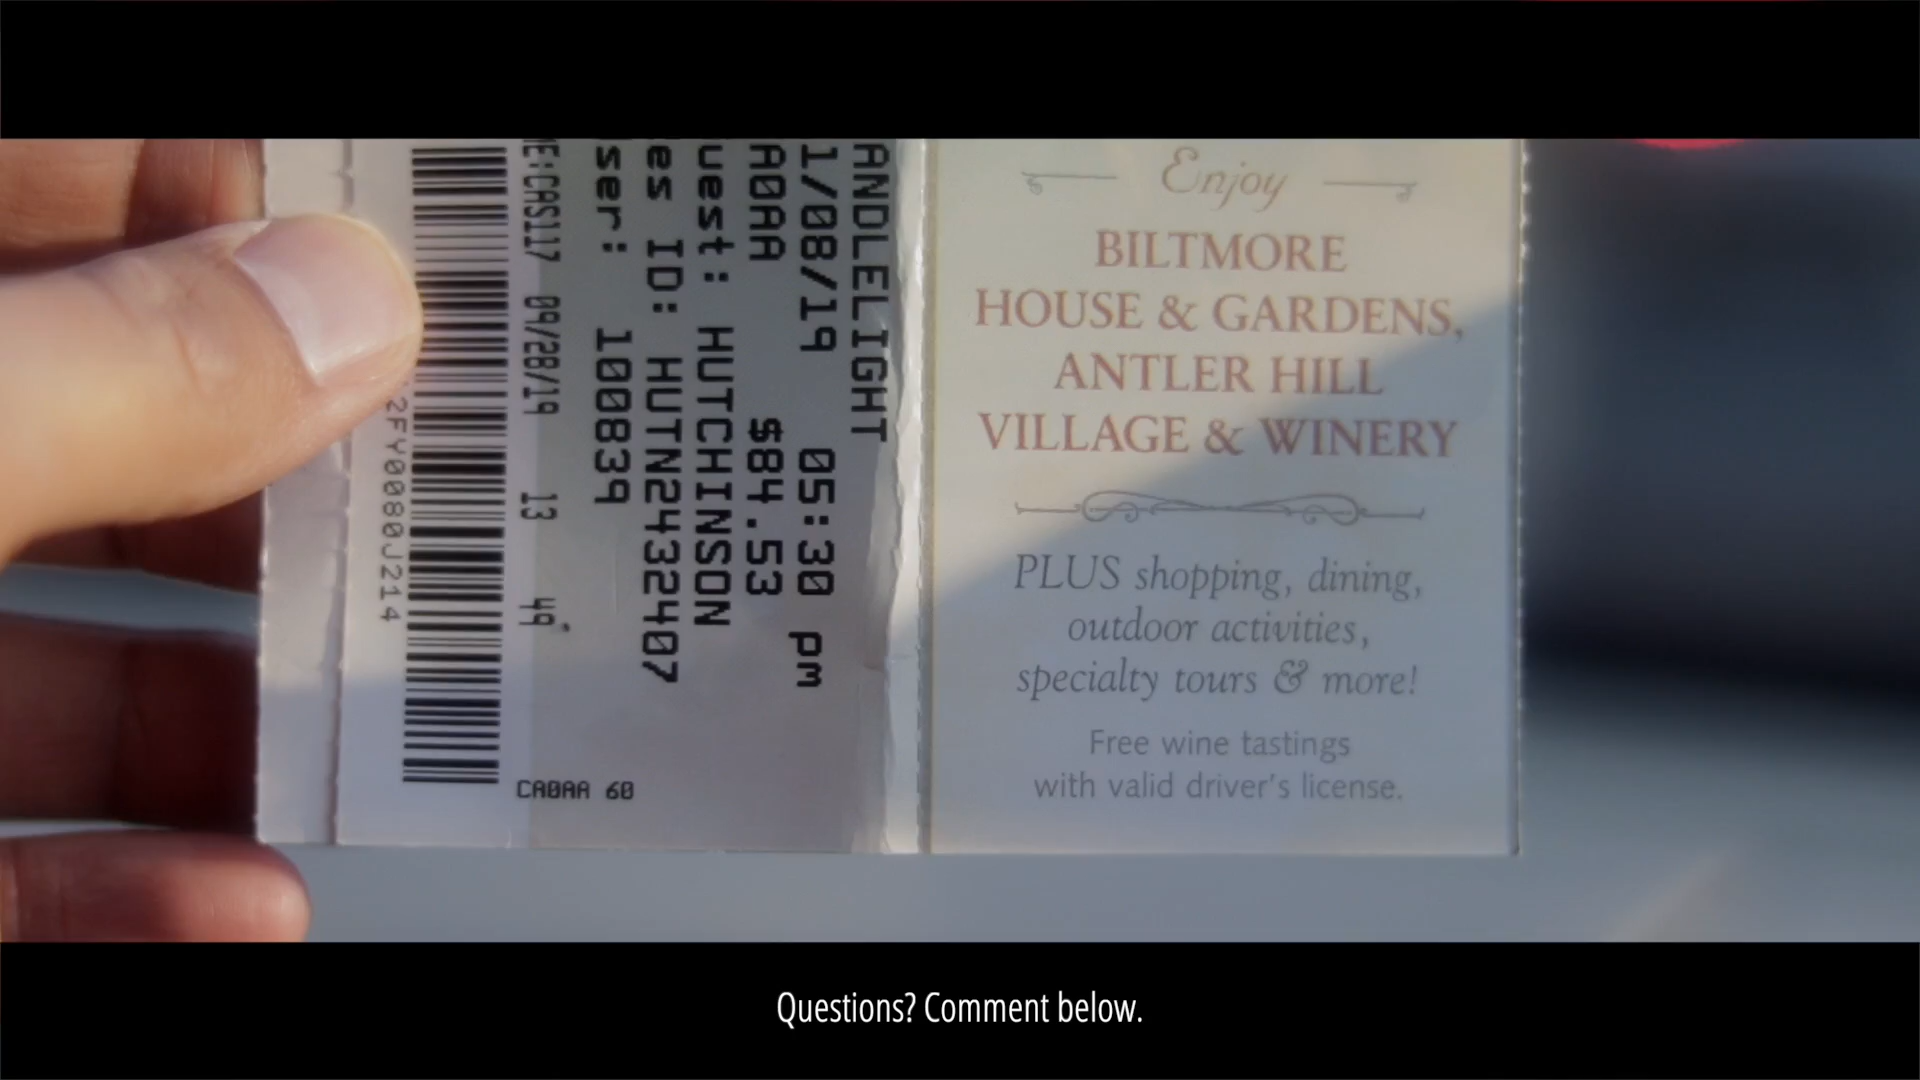 ANDLELIGHT
1/08/19 05:30 pm
A0AA $84.53
uest: HUTCHINSON
es ID: HUTN2432407
ser: 100839
E:CAS117 09/28/19 13 49
2FY0080J214
CA0AA 60
Enjoy
BILTMORE
HOUSE & GARDENS,
ANTLER HILL
VILLAGE & WINERY
PLUS shopping, dining,
outdoor activities,
specialty tours & more!
Free wine tastings
with valid driver's license.
Questions? Comment below.